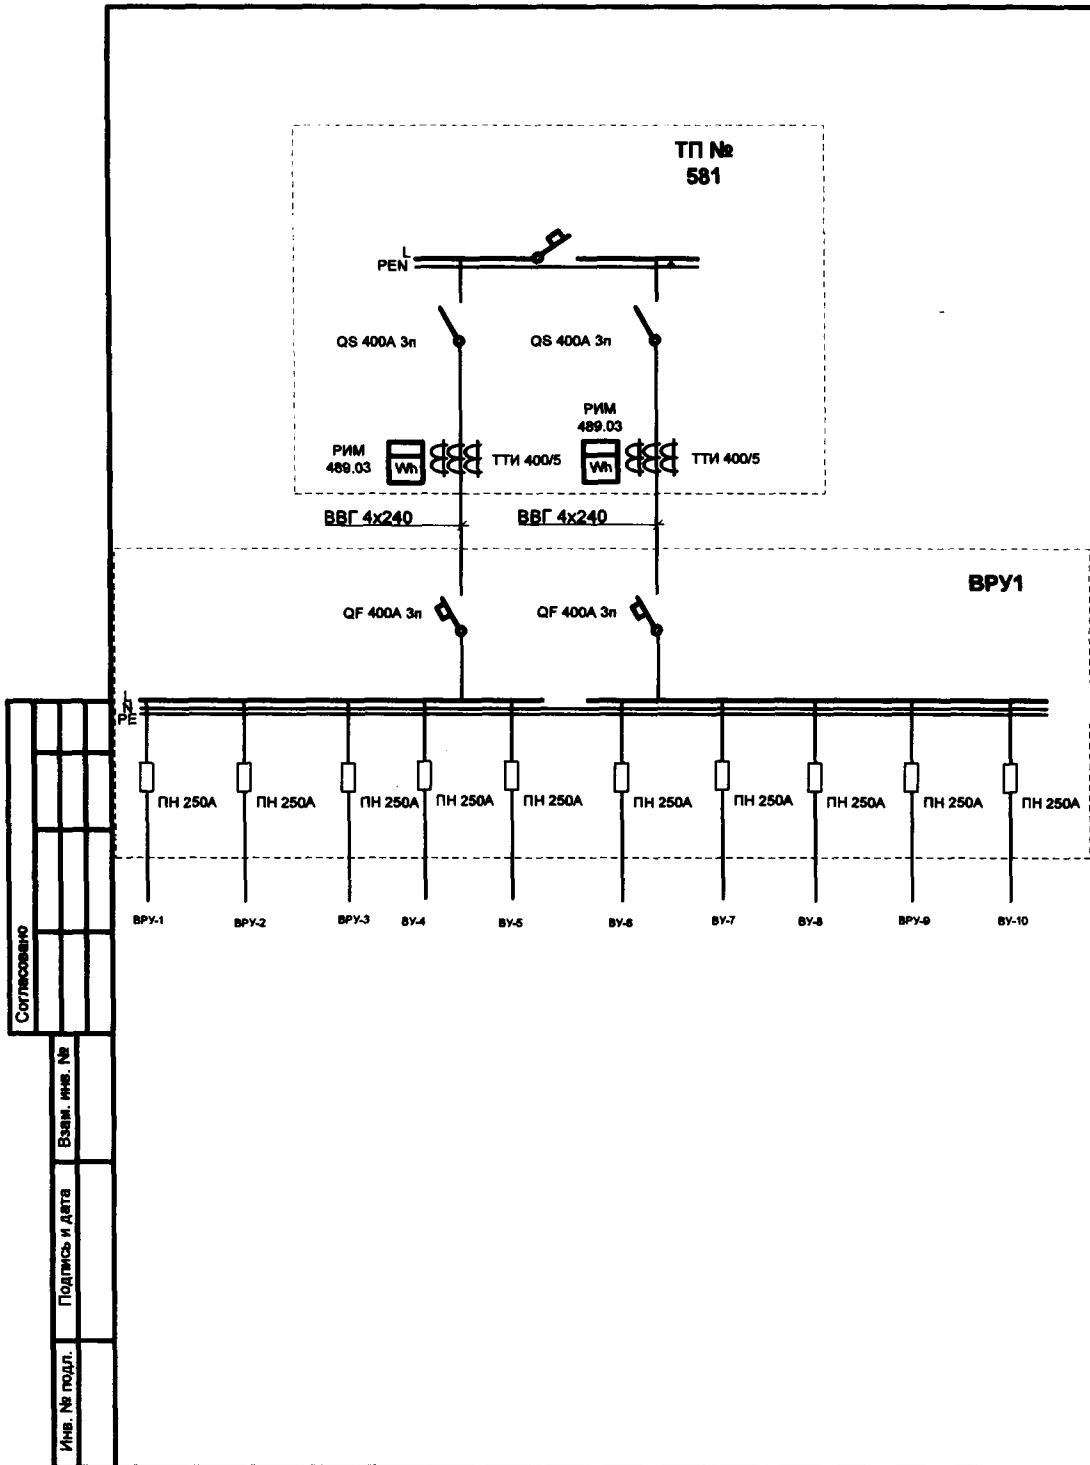 ТП №
581
L
PEN
QS 400А 3п
QS 400А 3п
РИМ
489.03
Wh
ТТИ 400/5
РИМ
489.03
Wh
ТТИ 400/5
ВВГ 4х240
ВВГ 4х240
ВРУ1
QF 400А 3п
QF 400А 3п
L
N
PE
ПН 250А
ПН 250А
ПН 250А
ПН 250А
ПН 250А
ПН 250А
ПН 250А
ПН 250А
ПН 250А
ПН 250А
ВРУ-1
ВРУ-2
ВРУ-3
ВУ-4
ВУ-5
ВУ-6
ВУ-7
ВУ-8
ВРУ-9
ВУ-10
Согласовано
Взам. инв. №
Подпись и дата
Инв. № подл.